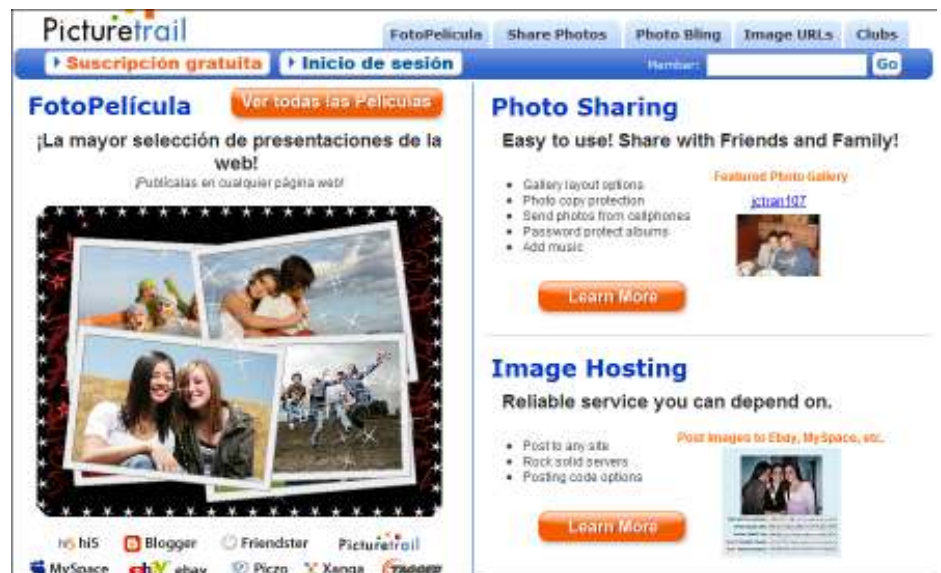 Picturetrail
FotoPelícula Share Photos Photo Bling Image URLs Clubs
Suscripción gratuita Inicio de sesión Member: Go
FotoPelícula Ver todas las Películas
¡La mayor selección de presentaciones de la
web!
¡Publícalas en cualquier página web!
hi5 hi5 Blogger Friendster Picturetrail
MySpace ebay ebay Piczo Xanga TAGGED
Photo Sharing
Easy to use! Share with Friends and Family!
Gallery layout options
Photo copy protection
Send photos from cellphones
Password protect albums
Add music
Featured Photo Gallery
jctran107
Learn More
Image Hosting
Reliable service you can depend on.
Post to any site
Rock solid servers
Posting code options
Post Images to Ebay, MySpace, etc.
Learn More